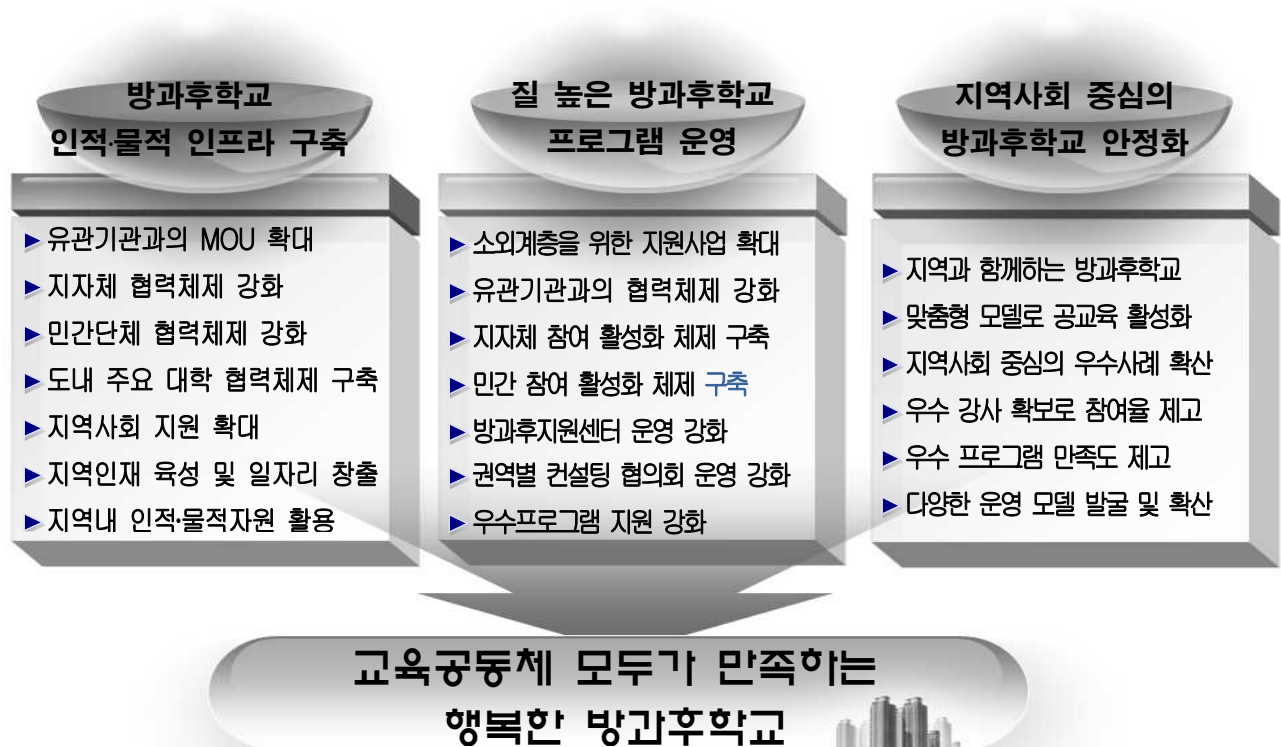 방과후학교
인적·물적 인프라 구축
▶유관기관과의 MOU 확대
▶지자체 협력체제 강화
▶민간단체 협력체제 강화
▶도내 주요 대학 협력체제 구축
▶지역사회 지원 확대
▶지역인재 육성 및 일자리 창출
▶지역내 인적·물적자원 활용
질 높은 방과후학교
프로그램 운영
▶소외계층을 위한 지원사업 확대
▶유관기관과의 협력체제 강화
▶지자체 참여 활성화 체제 구축
▶민간 참여 활성화 체제 구축
▶방과후지원센터 운영 강화
▶권역별 컨설팅 협의회 운영 강화
▶우수프로그램 지원 강화
지역사회 중심의
방과후학교 안정화
▶지역과 함께하는 방과후학교
▶맞춤형 모델로 공교육 활성화
▶지역사회 중심의 우수사례 확산
▶우수 강사 확보로 참여율 제고
▶우수 프로그램 만족도 제고
▶다양한 운영 모델 발굴 및 확산
교육공동체 모두가 만족하는
행복한 방과후학교